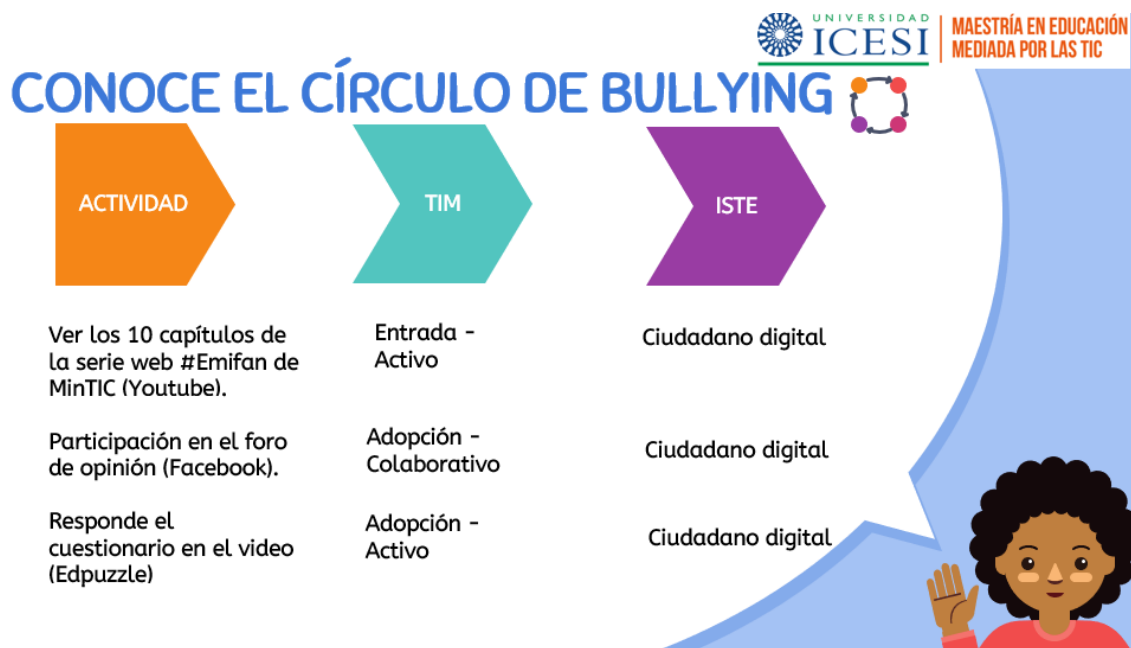 UNIVERSIDAD
ICESI
MAESTRÍA EN EDUCACIÓN
MEDIADA POR LAS TIC
CONOCE EL CÍRCULO DE BULLYING
ACTIVIDAD
TIM
ISTE
Ver los 10 capítulos de
la serie web #Emifan de
MinTIC (Youtube).
Entrada -
Activo
Ciudadano digital
Participación en el foro
de opinión (Facebook).
Adopción -
Colaborativo
Ciudadano digital
Responde el
cuestionario en el video
(Edpuzzle)
Adopción -
Activo
Ciudadano digital